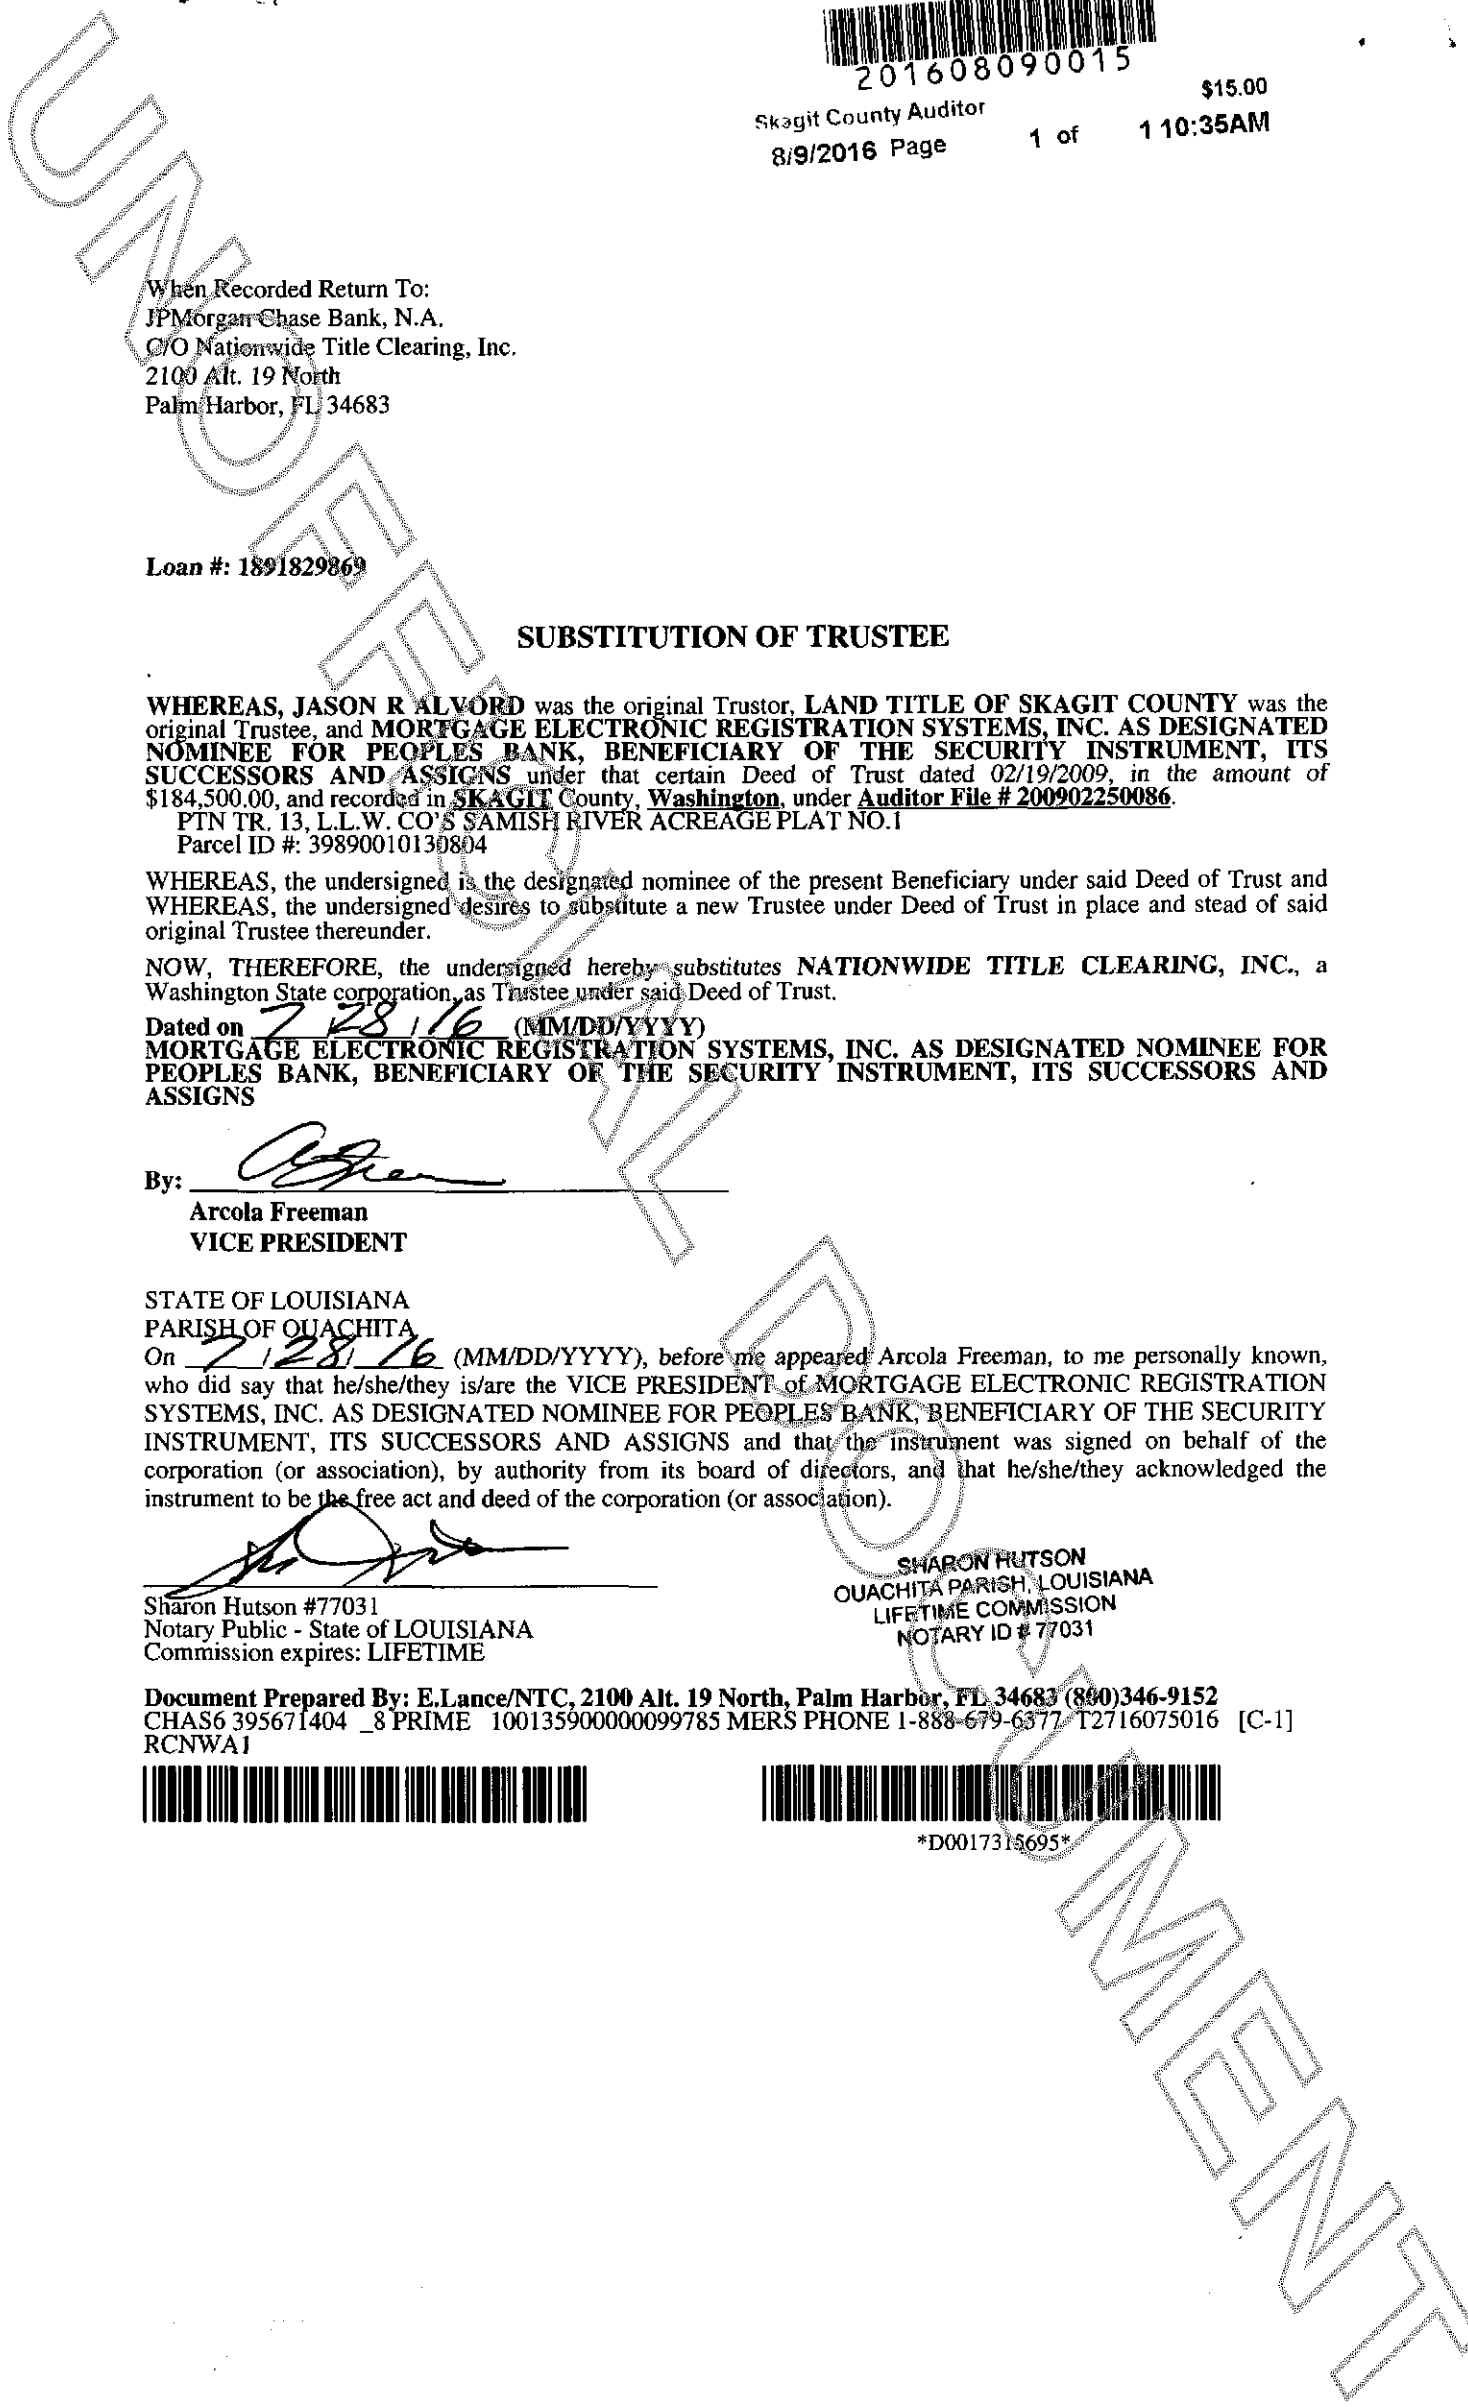 201608090015
Skagit County Auditor $15.00
8/9/2016 Page 1 of 1 10:35AM
When Recorded Return To:
JPMorgan Chase Bank, N.A.
C/O Nationwide Title Clearing, Inc.
2100 Alt. 19 North
Palm Harbor, FL 34683
Loan #: 1891829869
SUBSTITUTION OF TRUSTEE
WHEREAS, JASON R ALVORD was the original Trustor, LAND TITLE OF SKAGIT COUNTY was the
original Trustee, and MORTGAGE ELECTRONIC REGISTRATION SYSTEMS, INC. AS DESIGNATED
NOMINEE FOR PEOPLES BANK, BENEFICIARY OF THE SECURITY INSTRUMENT, ITS
SUCCESSORS AND ASSIGNS under that certain Deed of Trust dated 02/19/2009, in the amount of
$184,500.00, and recorded in SKAGIT County, Washington, under Auditor File # 200902250086.
PTN TR. 13, L.L.W. CO'S SAMISH RIVER ACREAGE PLAT NO.1
Parcel ID #: 39890010130804
WHEREAS, the undersigned is the designated nominee of the present Beneficiary under said Deed of Trust and
WHEREAS, the undersigned desires to substitute a new Trustee under Deed of Trust in place and stead of said
original Trustee thereunder.
NOW, THEREFORE, the undersigned hereby substitutes NATIONWIDE TITLE CLEARING, INC., a
Washington State corporation, as Trustee under said Deed of Trust.
Dated on 7 / 28 / 16 (MM/DD/YYYY)
MORTGAGE ELECTRONIC REGISTRATION SYSTEMS, INC. AS DESIGNATED NOMINEE FOR
PEOPLES BANK, BENEFICIARY OF THE SECURITY INSTRUMENT, ITS SUCCESSORS AND
ASSIGNS
By:
Arcola Freeman
VICE PRESIDENT
STATE OF LOUISIANA
PARISH OF OUACHITA
On 7 / 28 / 16 (MM/DD/YYYY), before me appeared Arcola Freeman, to me personally known,
who did say that he/she/they is/are the VICE PRESIDENT of MORTGAGE ELECTRONIC REGISTRATION
SYSTEMS, INC. AS DESIGNATED NOMINEE FOR PEOPLES BANK, BENEFICIARY OF THE SECURITY
INSTRUMENT, ITS SUCCESSORS AND ASSIGNS and that the instrument was signed on behalf of the
corporation (or association), by authority from its board of directors, and that he/she/they acknowledged the
instrument to be the free act and deed of the corporation (or association).
SHARON HUTSON
OUACHITA PARISH, LOUISIANA
LIFETIME COMMISSION
NOTARY ID # 77031
Sharon Hutson #77031
Notary Public - State of LOUISIANA
Commission expires: LIFETIME
Document Prepared By: E.Lance/NTC, 2100 Alt. 19 North, Palm Harbor, FL 34683 (800)346-9152
CHAS6 395671404 _8 PRIME 100135900000099785 MERS PHONE 1-888-679-6377 T2716075016 [C-1]
RCNWA1
*D0017315695*
UNOFFICIAL DOCUMENT